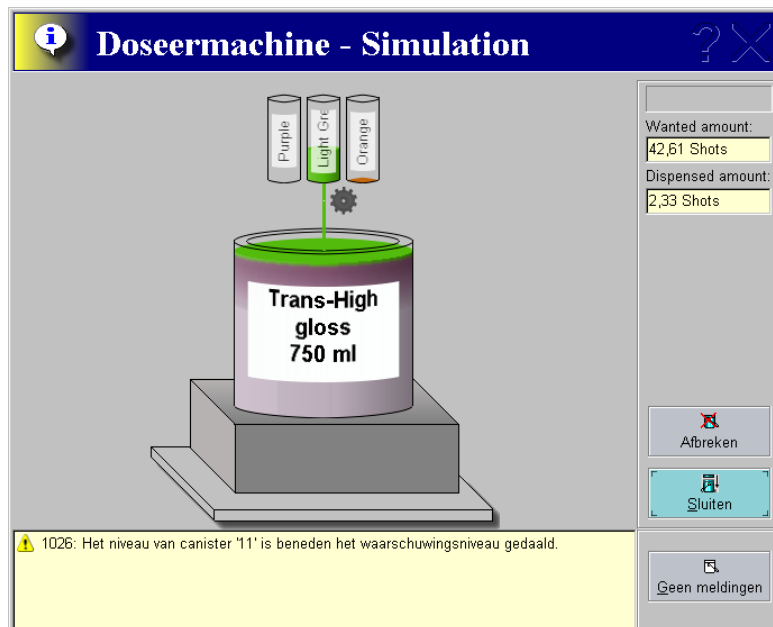 Doseermachine - Simulation
Purple
Light Gre
Orange
Wanted amount:
42,61 Shots
Dispensed amount:
2,33 Shots
Trans-High
gloss
750 ml
Afbreken
Sluiten
1026: Het niveau van canister '11' is beneden het waarschuwingsniveau gedaald.
Geen meldingen